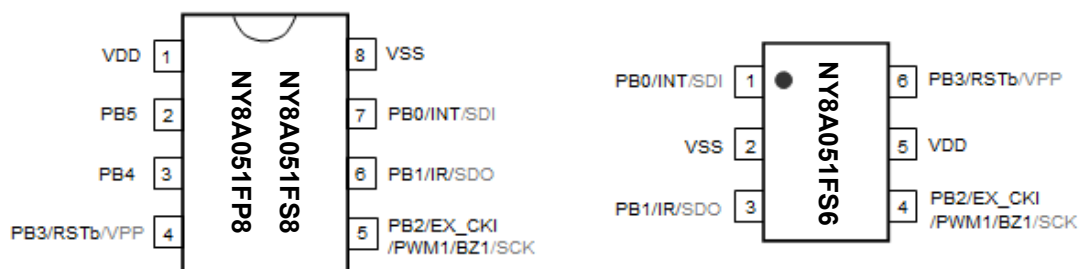 VDD 1
PB5 2
PB4 3
PB3/RSTb/VPP 4
NY8A051FP8
NY8A051FS8
8 VSS
7 PB0/INT/SDI
6 PB1/IR/SDO
5 PB2/EX_CKI
/PWM1/BZ1/SCK
PB0/INT/SDI 1
VSS 2
PB1/IR/SDO 3
NY8A051FS6
6 PB3/RSTb/VPP
5 VDD
4 PB2/EX_CKI
/PWM1/BZ1/SCK